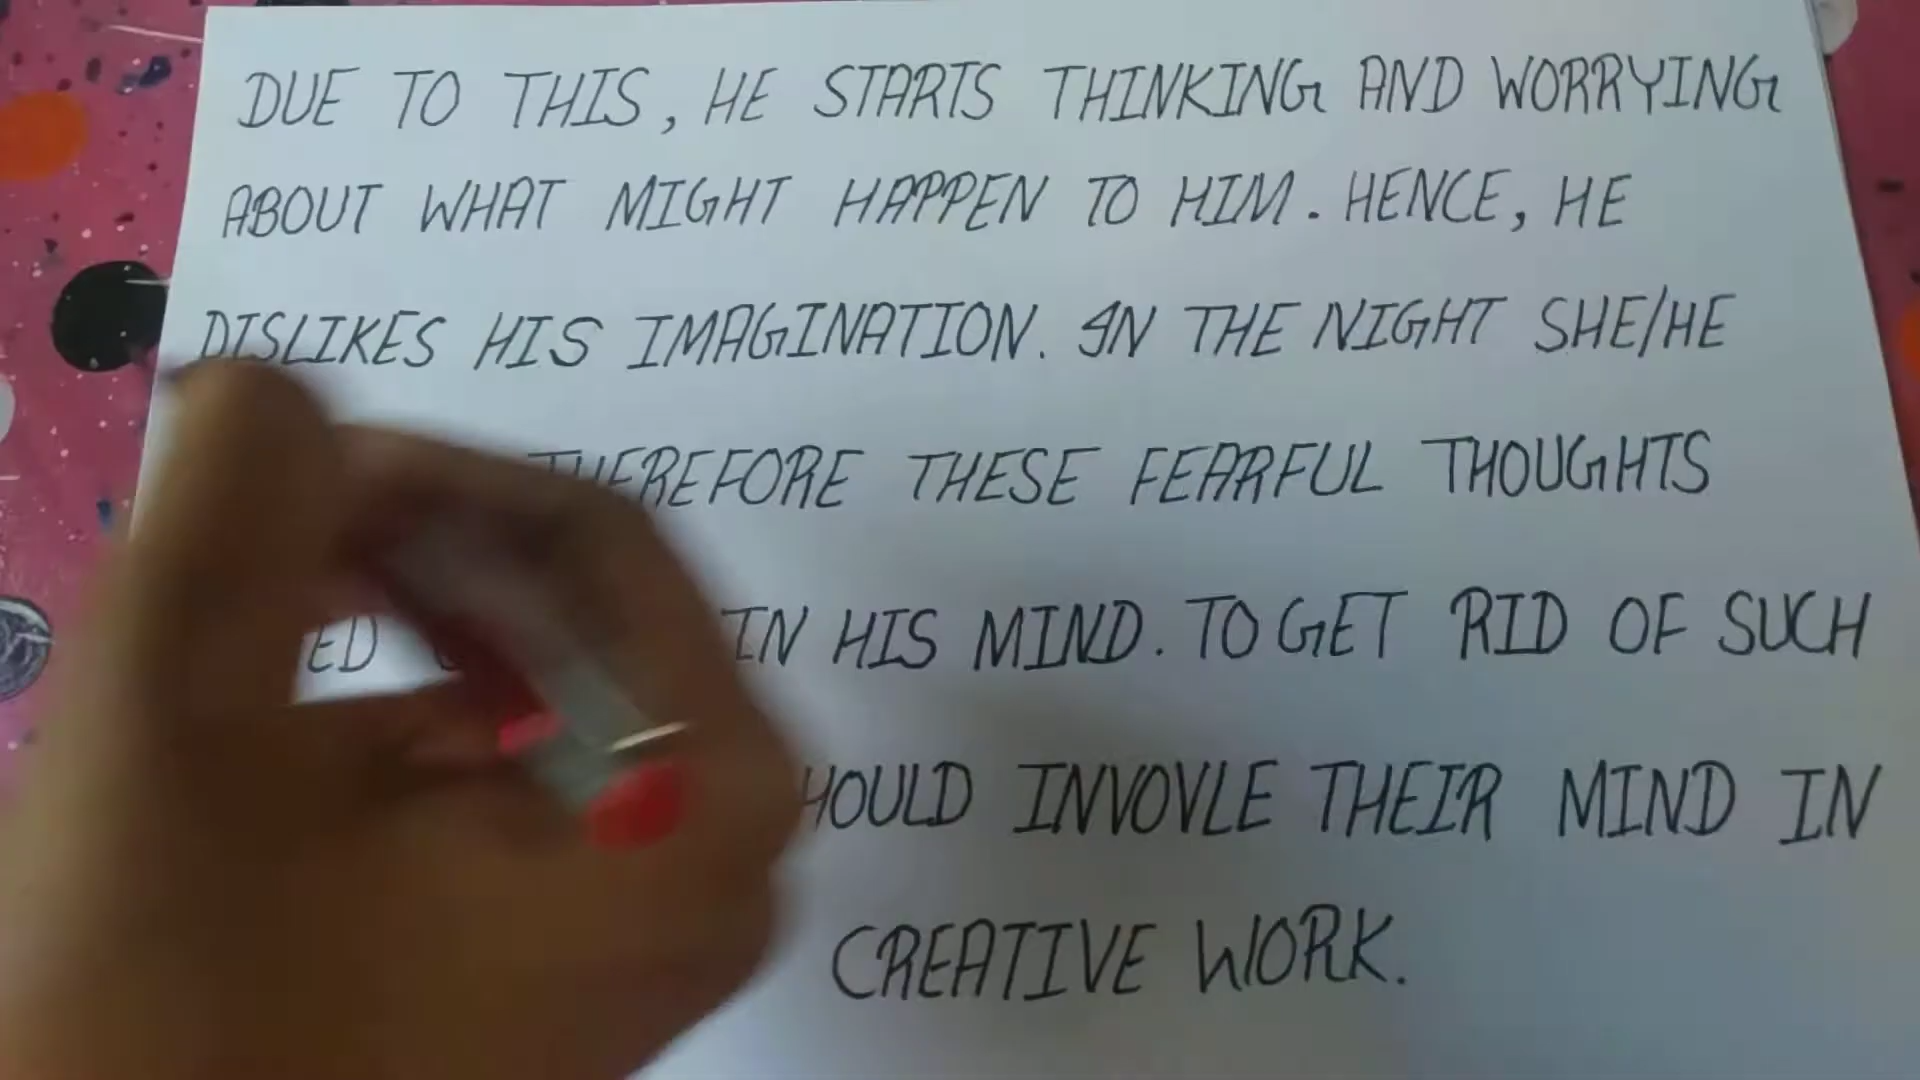 DUE TO THIS, HE STARTS THINKING AND WORRYING
ABOUT WHAT MIGHT HAPPEN TO HIM. HENCE, HE
DISLIKES HIS IMAGINATION. IN THE NIGHT SHE/HE
THEREFORE THESE FEARFUL THOUGHTS
IN HIS MIND. TO GET RID OF SUCH
INVOVLE THEIR MIND IN
CREATIVE WORK.